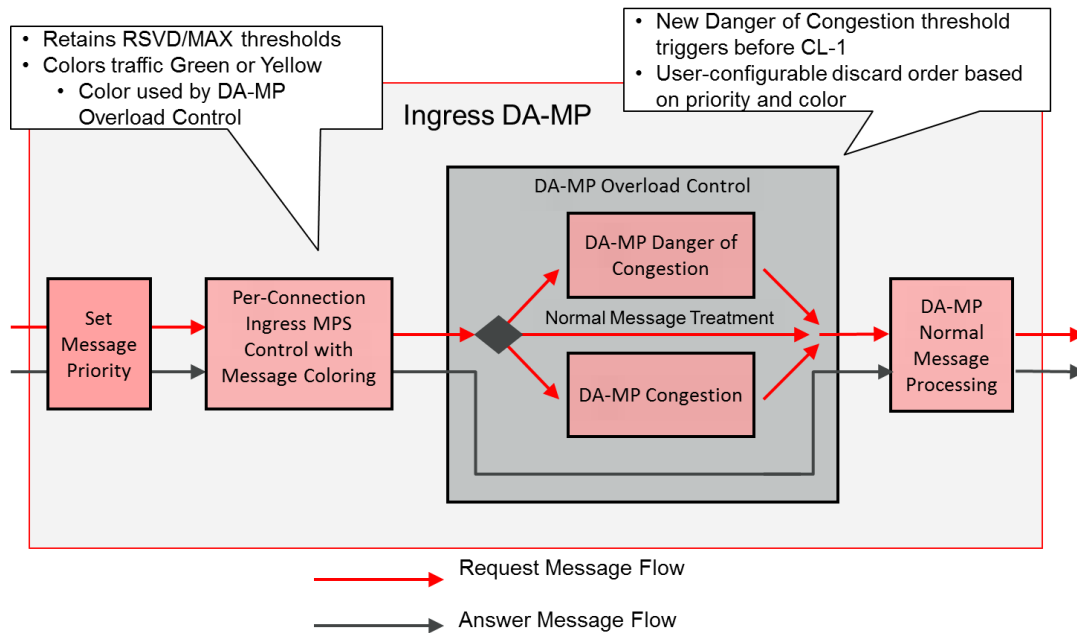 • Retains RSVD/MAX thresholds
• Colors traffic Green or Yellow
• Color used by DA-MP
Overload Control
• New Danger of Congestion threshold
triggers before CL-1
• User-configurable discard order based
on priority and color
Ingress DA-MP
DA-MP Overload Control
DA-MP Danger of
Congestion
Set
Message
Priority
Per-Connection
Ingress MPS
Control with
Message Coloring
Normal Message Treatment
DA-MP Congestion
DA-MP
Normal
Message
Processing
Request Message Flow
Answer Message Flow